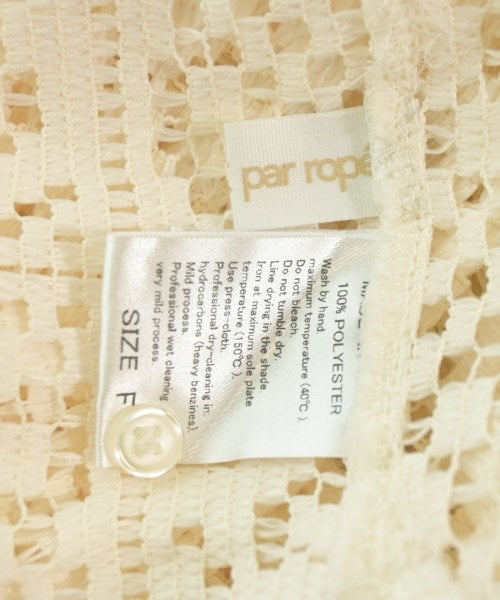 par rope
100% POLYESTER
Wash by hand
maximum temperature (40℃).
Do not bleach.
Do not tumble dry.
Line drying in the shade
Iron at maximum sole plate
temperature (150℃).
Use press-cloth
Professional dry-cleaning in:
hydrocarbons (heavy benzines).
Mild process.
Professional wet cleaning
very mild process
SIZE F